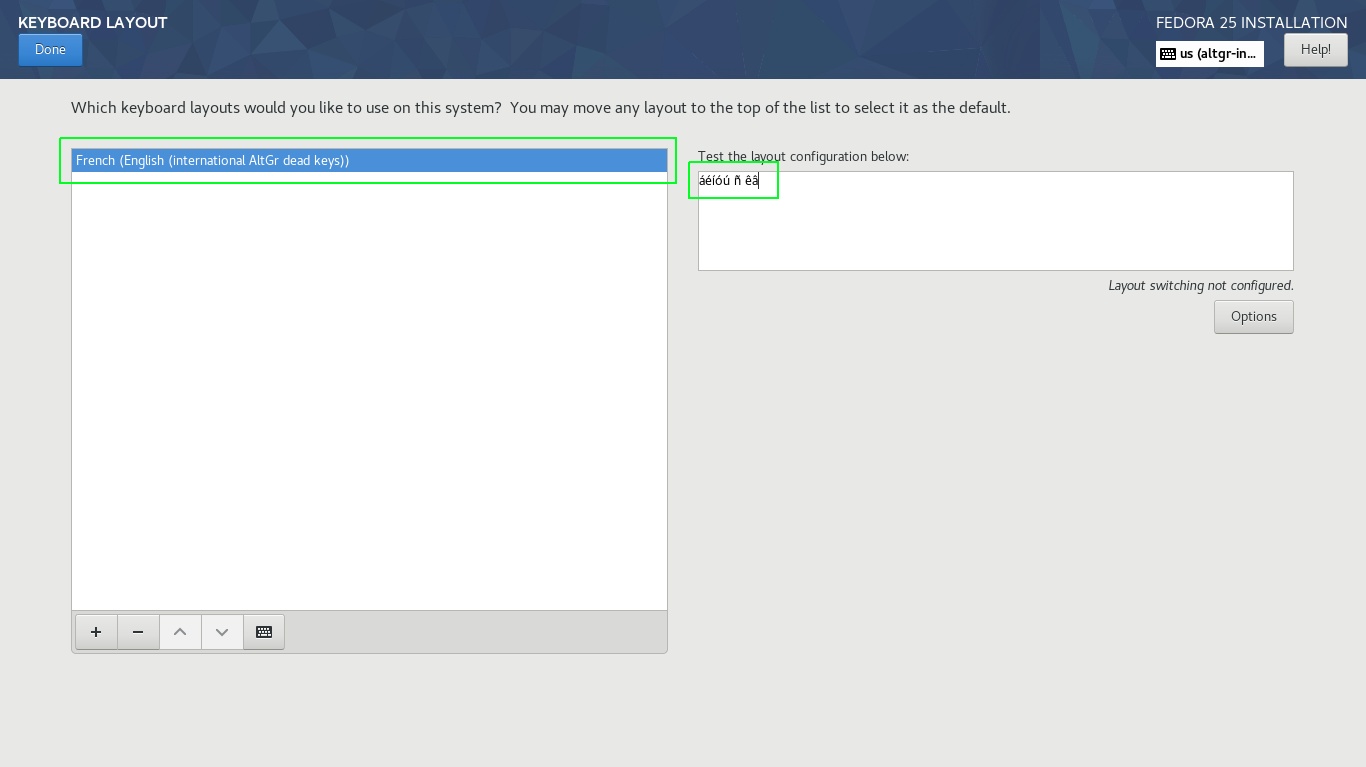 KEYBOARD LAYOUT
Done
FEDORA 25 INSTALLATION
us (altgr-in...
Help!
Which keyboard layouts would you like to use on this system?  You may move any layout to the top of the list to select it as the default.
French (English (international AltGr dead keys))
Test the layout configuration below:
áéíóú ñ êâ
Layout switching not configured.
Options